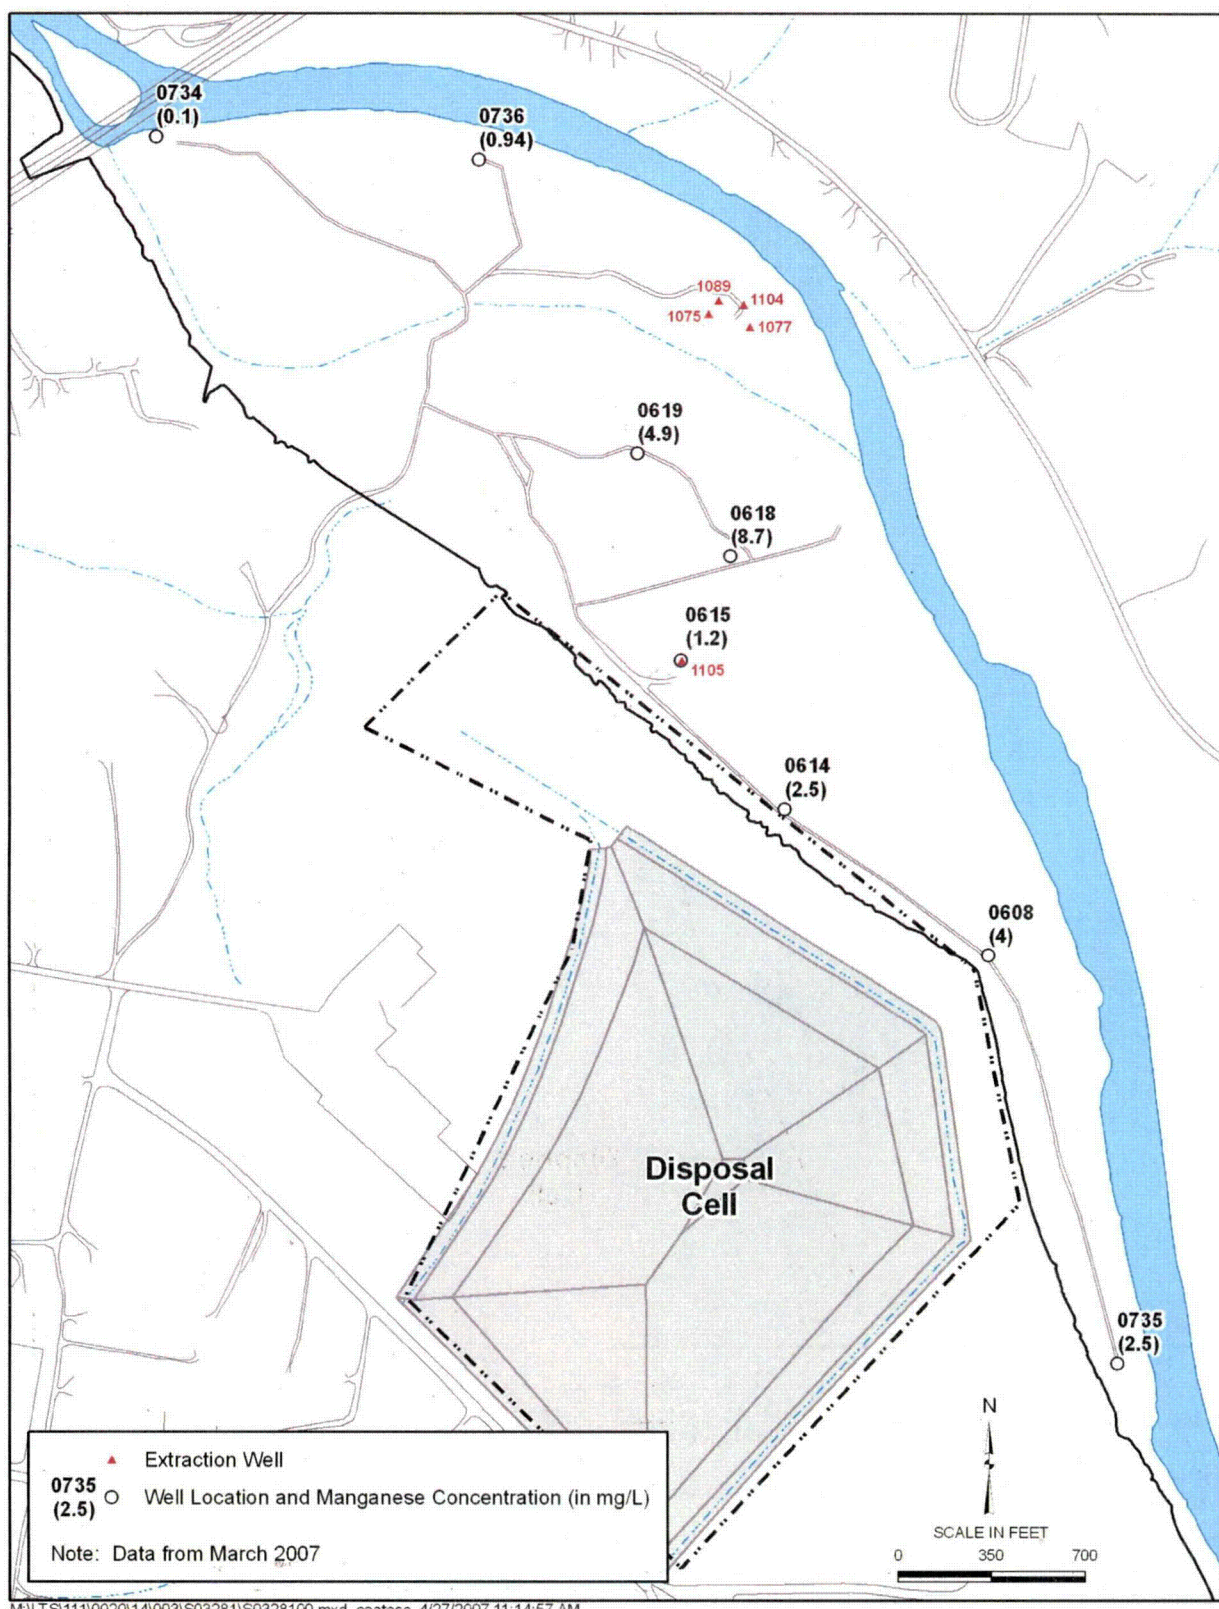 0734
(0.1)
0736
(0.94)
1089
1104
1075
1077
0619
(4.9)
0618
(8.7)
0615
(1.2)
1105
0614
(2.5)
0608
(4)
Disposal
Cell
0735
(2.5)
N
SCALE IN FEET
0 350 700
Extraction Well
0735
(2.5)
Well Location and Manganese Concentration (in mg/L)
Note: Data from March 2007